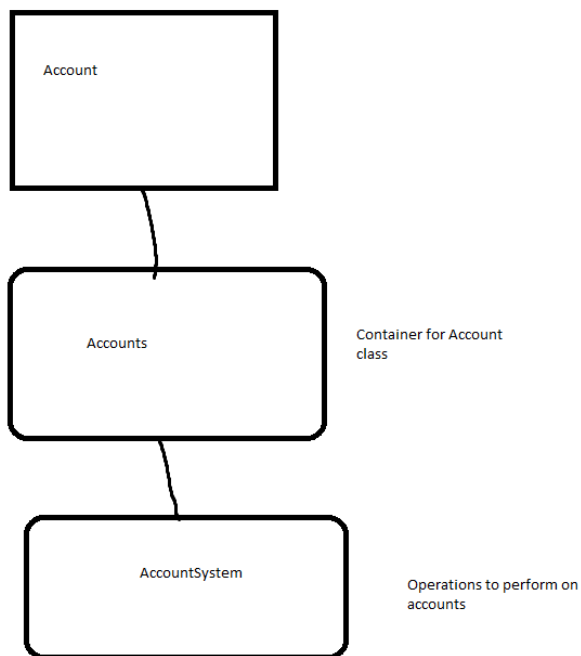 Account
Accounts
Container for Account
class
AccountSystem
Operations to perform on
accounts